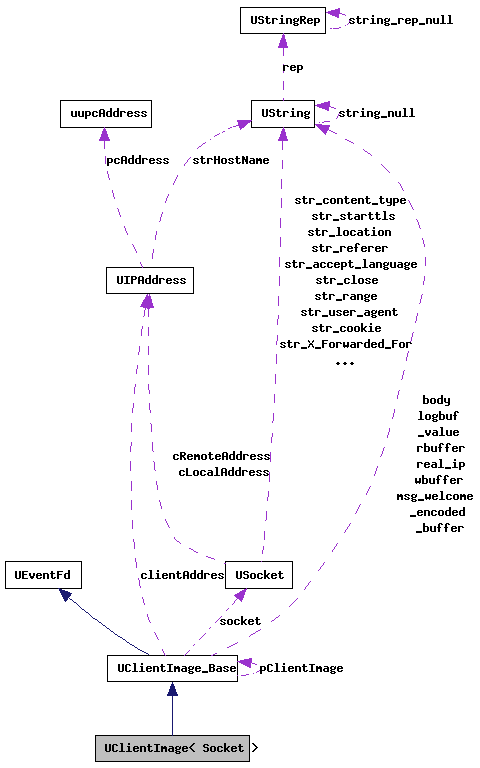 UStringRep
string_rep_null
rep
uupcAddress
UString
string_null
pcAddress
strHostName
str_content_type
str_starttls
str_location
str_referer
str_accept_language
str_close
str_range
str_user_agent
str_cookie
str_X_Forwarded_For
...
UIPAddress
body
logbuf
_value
rbuffer
real_ip
wbuffer
msg_welcome
_encoded
_buffer
cRemoteAddress
cLocalAddress
UEventFd
clientAddres
USocket
socket
UClientImage_Base
pClientImage
UClientImage< Socket >